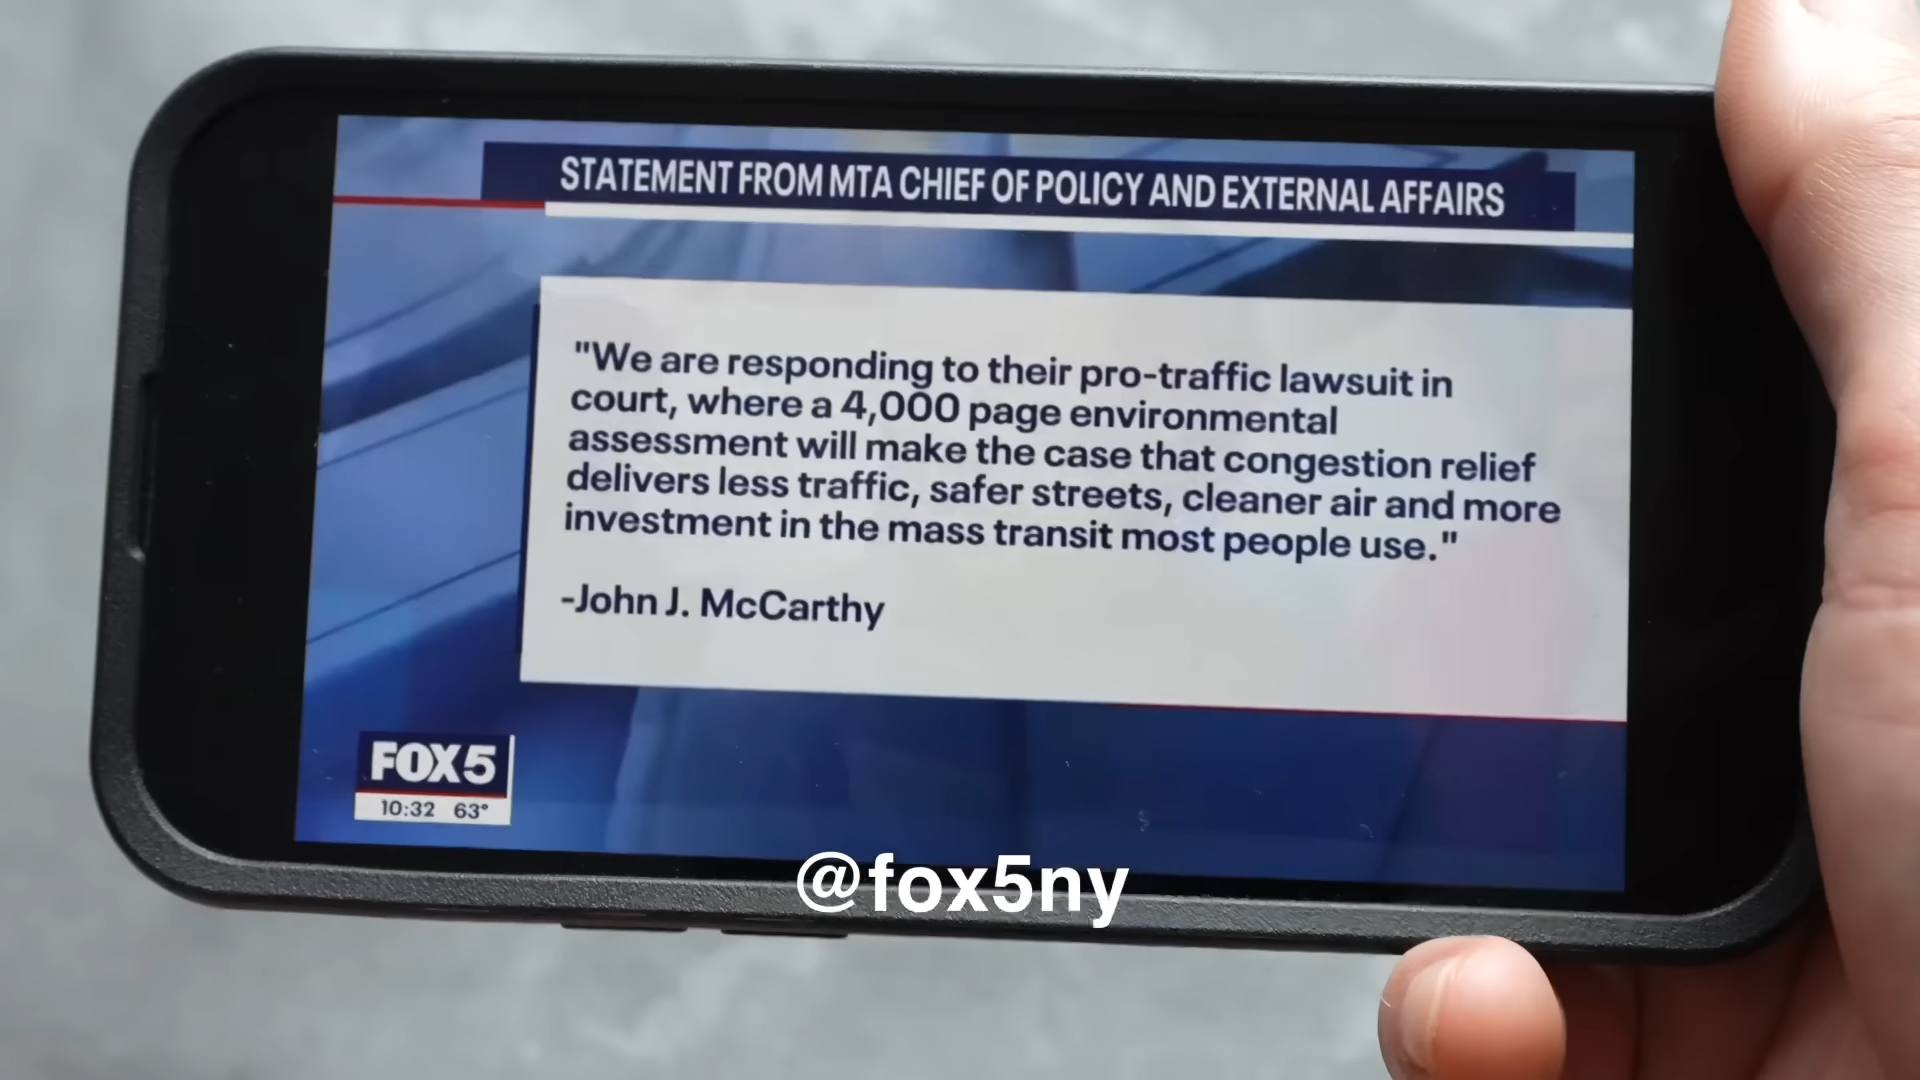 STATEMENT FROM MTA CHIEF OF POLICY AND EXTERNAL AFFAIRS
"We are responding to their pro-traffic lawsuit in
court, where a 4,000 page environmental
assessment will make the case that congestion relief
delivers less traffic, safer streets, cleaner air and more
investment in the mass transit most people use."
-John J. McCarthy
FOX 5
10:32 63°
@fox5ny